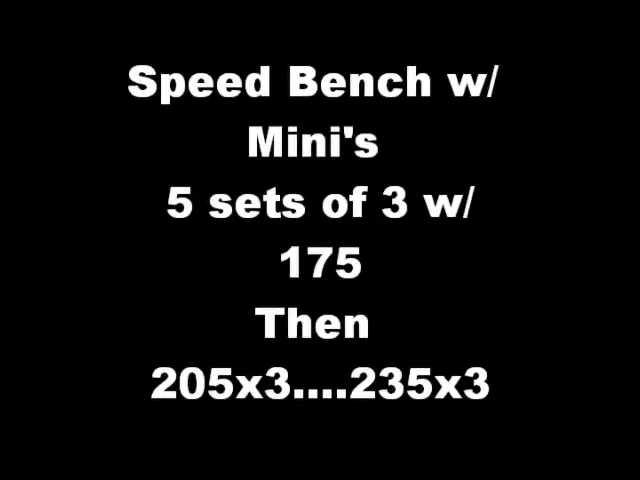 Speed Bench w/
Mini's
5 sets of 3 w/
175
Then
205x3....235x3